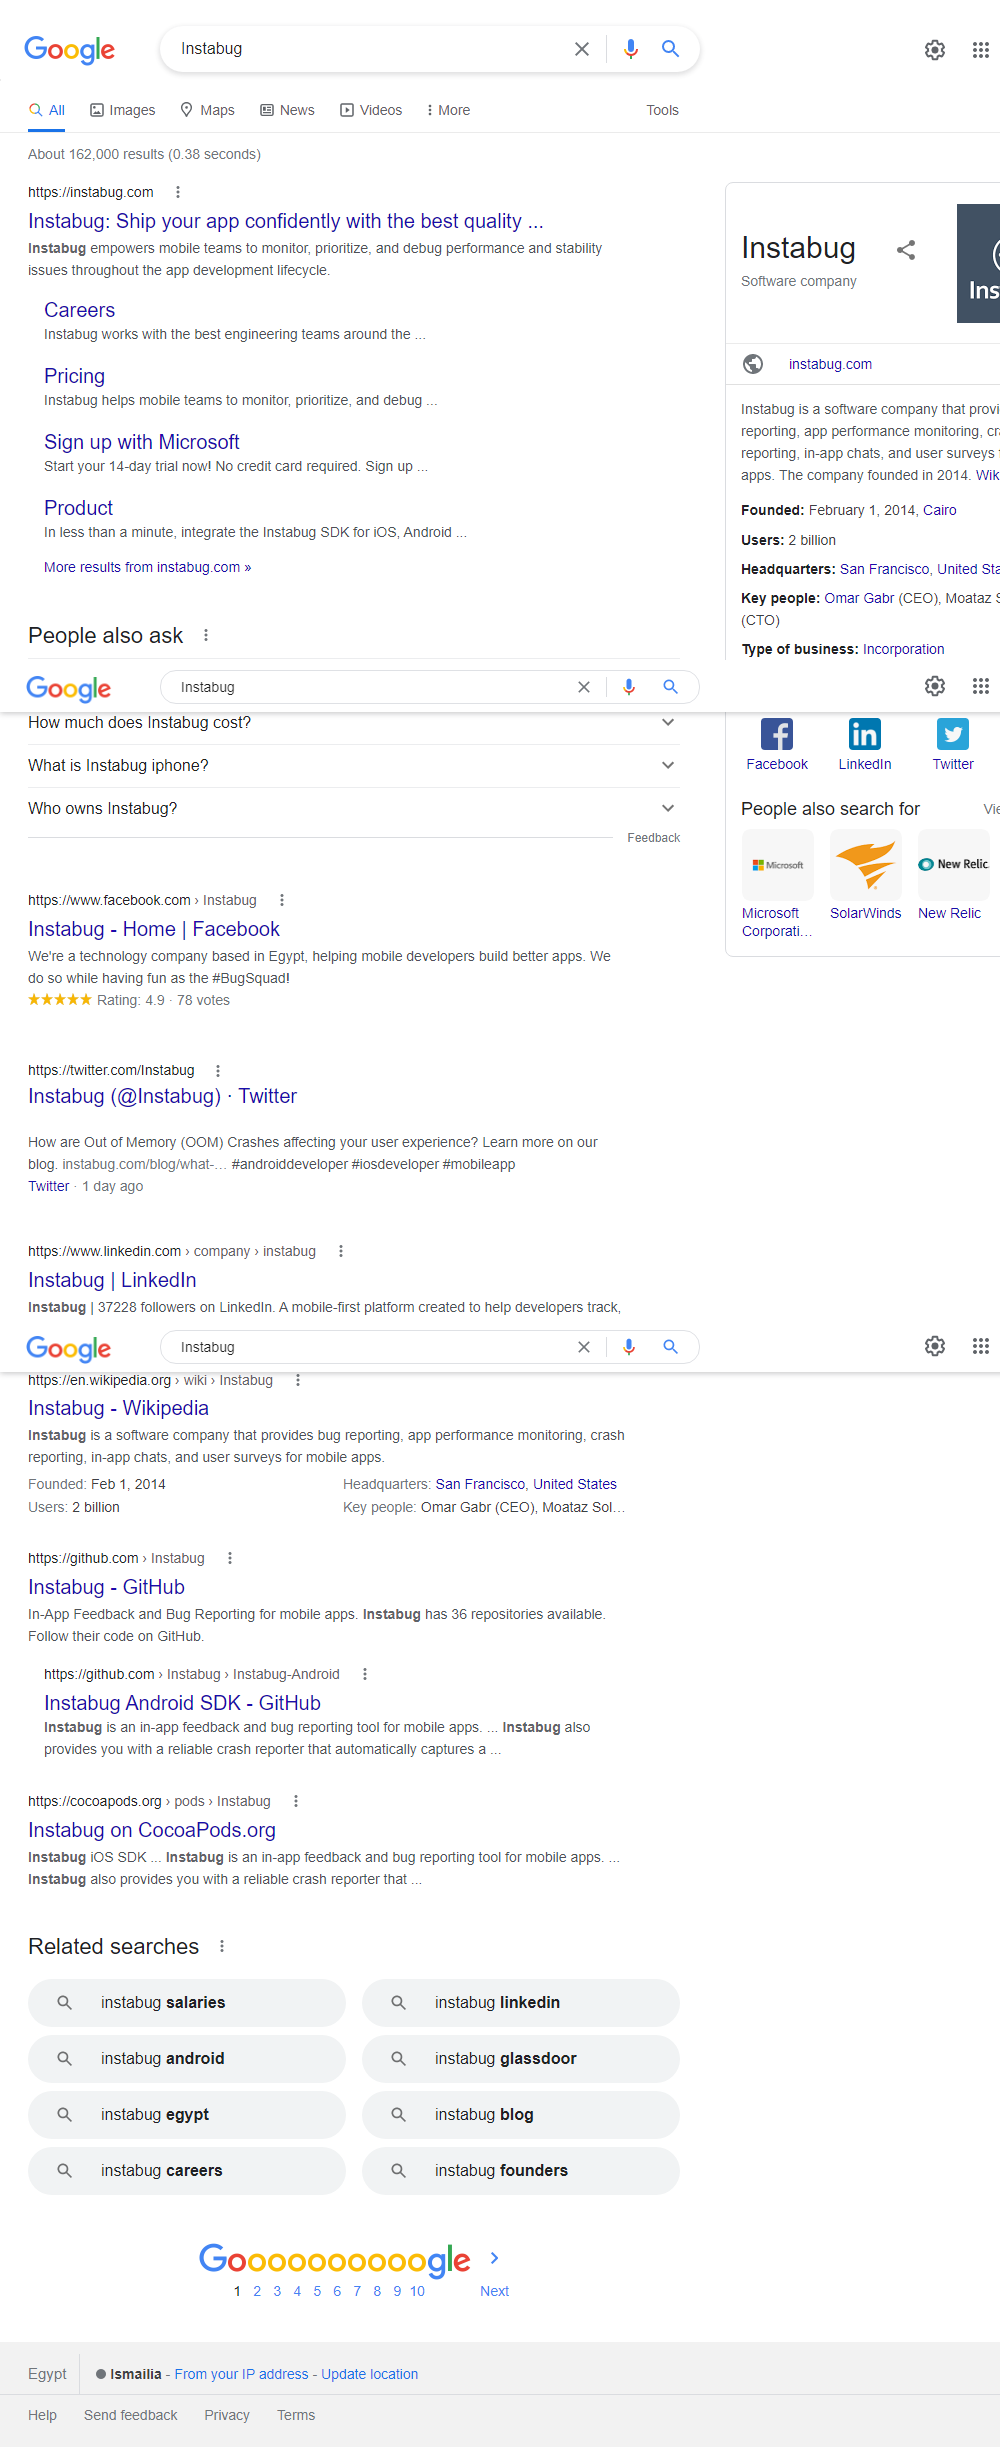 Google
Instabug
All
Images
Maps
News
Videos
More
Tools
About 162,000 results (0.38 seconds)
https://instabug.com
Instabug: Ship your app confidently with the best quality ...
Instabug empowers mobile teams to monitor, prioritize, and debug performance and stability
issues throughout the app development lifecycle.
Careers
Instabug works with the best engineering teams around the ...
Pricing
Instabug helps mobile teams to monitor, prioritize, and debug ...
Sign up with Microsoft
Start your 14-day trial now! No credit card required. Sign up ...
Product
In less than a minute, integrate the Instabug SDK for iOS, Android ...
More results from instabug.com »
People also ask
Instabug
Software company
Ins
instabug.com
Instabug is a software company that provi
reporting, app performance monitoring, cr
reporting, in-app chats, and user surveys
apps. The company founded in 2014. Wik
Founded: February 1, 2014, Cairo
Users: 2 billion
Headquarters: San Francisco, United Sta
Key people: Omar Gabr (CEO), Moataz S
(CTO)
Type of business: Incorporation
Google
Instabug
How much does Instabug cost?
What is Instabug iphone?
Who owns Instabug?
Feedback
Facebook
LinkedIn
Twitter
People also search for
Vie
Microsoft
New Relic
Microsoft
Corporati...
SolarWinds
New Relic
https://www.facebook.com › Instabug
Instabug - Home | Facebook
We're a technology company based in Egypt, helping mobile developers build better apps. We
do so while having fun as the #BugSquad!
Rating: 4.9 · 78 votes
https://twitter.com/Instabug
Instabug (@Instabug) · Twitter
How are Out of Memory (OOM) Crashes affecting your user experience? Learn more on our
blog. instabug.com/blog/what-... #androiddeveloper #iosdeveloper #mobileapp
Twitter · 1 day ago
https://www.linkedin.com › company › instabug
Instabug | LinkedIn
Instabug | 37228 followers on LinkedIn. A mobile-first platform created to help developers track,
Google
Instabug
https://en.wikipedia.org › wiki › Instabug
Instabug - Wikipedia
Instabug is a software company that provides bug reporting, app performance monitoring, crash
reporting, in-app chats, and user surveys for mobile apps.
Founded: Feb 1, 2014
Headquarters: San Francisco, United States
Users: 2 billion
Key people: Omar Gabr (CEO), Moataz Sol...
https://github.com › Instabug
Instabug - GitHub
In-App Feedback and Bug Reporting for mobile apps. Instabug has 36 repositories available.
Follow their code on GitHub.
https://github.com › Instabug › Instabug-Android
Instabug Android SDK - GitHub
Instabug is an in-app feedback and bug reporting tool for mobile apps. ... Instabug also
provides you with a reliable crash reporter that automatically captures a ...
https://cocoapods.org › pods › Instabug
Instabug on CocoaPods.org
Instabug iOS SDK ... Instabug is an in-app feedback and bug reporting tool for mobile apps. ...
Instabug also provides you with a reliable crash reporter that ...
Related searches
instabug salaries
instabug linkedin
instabug android
instabug glassdoor
instabug egypt
instabug blog
instabug careers
instabug founders
Goooooooooogle
1 2 3 4 5 6 7 8 9 10 Next
Egypt
Ismailia - From your IP address - Update location
Help
Send feedback
Privacy
Terms